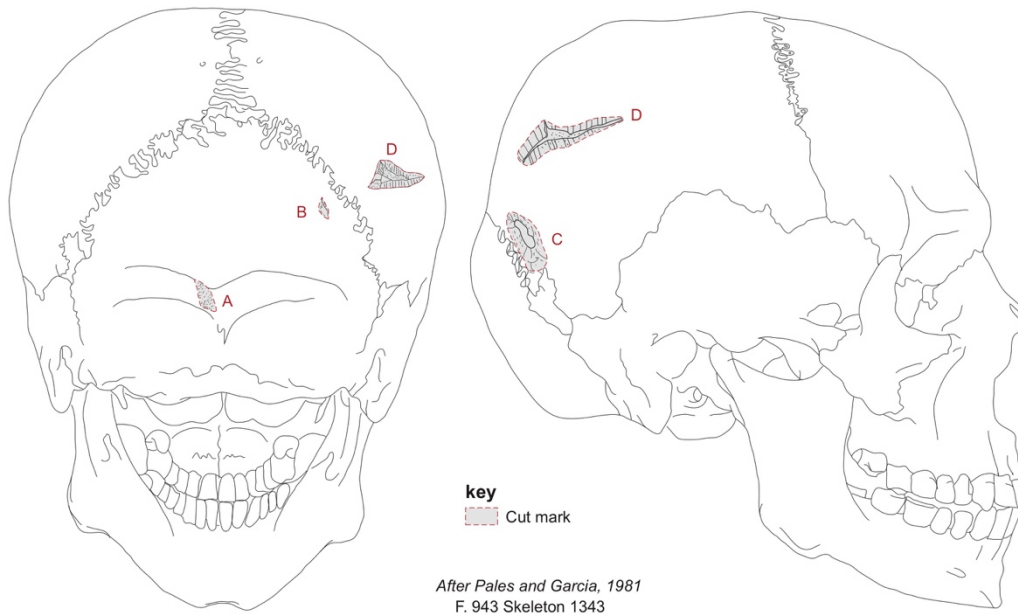 D
B
A
D
C
key
Cut mark
After Pales and Garcia, 1981
F. 943 Skeleton 1343